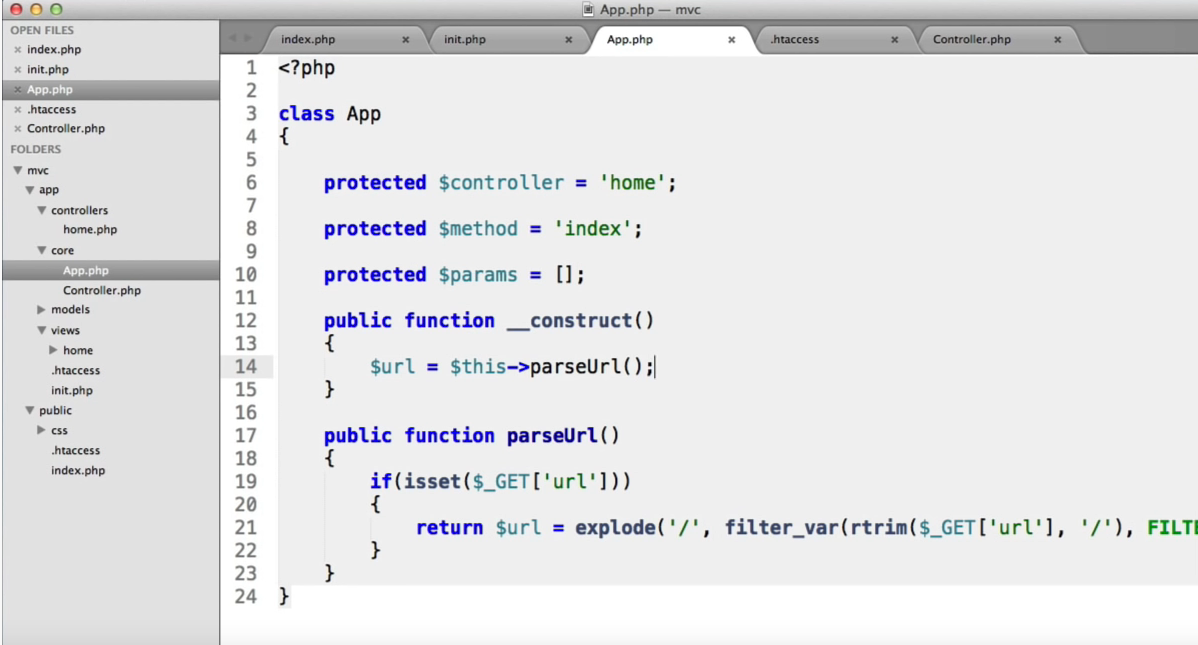 App.php — mvc
OPEN FILES
index.php
init.php
App.php
.htaccess
Controller.php
FOLDERS
mvc
app
controllers
home.php
core
App.php
Controller.php
models
views
home
.htaccess
init.php
public
css
.htaccess
index.php
index.php
init.php
App.php
.htaccess
Controller.php
1 <?php
2
3 class App
4 {
5
6 protected $controller = 'home';
7
8 protected $method = 'index';
9
10 protected $params = [];
11
12 public function __construct()
13 {
14 $url = $this->parseUrl();
15 }
16
17 public function parseUrl()
18 {
19 if(isset($_GET['url']))
20 {
21 return $url = explode('/', filter_var(rtrim($_GET['url'], '/'), FILTE
22 }
23 }
24 }